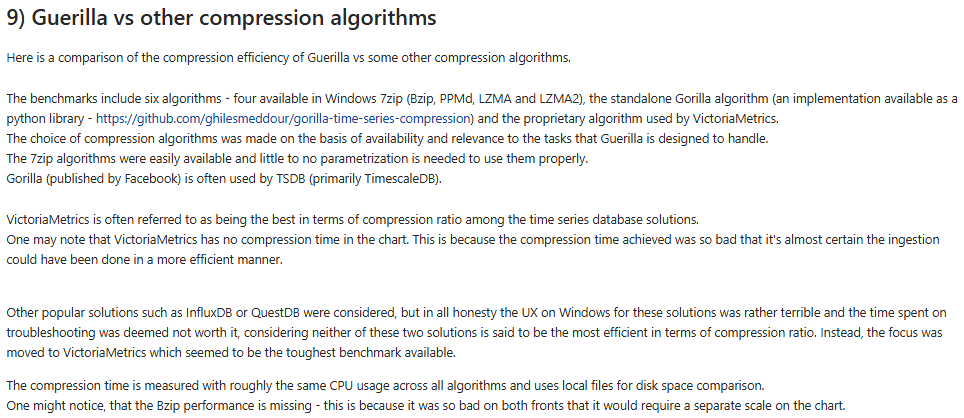 9) Guerilla vs other compression algorithms
Here is a comparison of the compression efficiency of Guerilla vs some other compression algorithms.
The benchmarks include six algorithms - four available in Windows 7zip (Bzip, PPMd, LZMA and LZMA2), the standalone Gorilla algorithm (an implementation available as a
python library - https://github.com/ghilesmeddour/gorilla-time-series-compression) and the proprietary algorithm used by VictoriaMetrics.
The choice of compression algorithms was made on the basis of availability and relevance to the tasks that Guerilla is designed to handle.
The 7zip algorithms were easily available and little to no parametrization is needed to use them properly.
Gorilla (published by Facebook) is often used by TSDB (primarily TimescaleDB).
VictoriaMetrics is often referred to as being the best in terms of compression ratio among the time series database solutions.
One may note that VictoriaMetrics has no compression time in the chart. This is because the compression time achieved was so bad that it's almost certain the ingestion
could have been done in a more efficient manner.
Other popular solutions such as InfluxDB or QuestDB were considered, but in all honesty the UX on Windows for these solutions was rather terrible and the time spent on
troubleshooting was deemed not worth it, considering neither of these two solutions is said to be the most efficient in terms of compression ratio. Instead, the focus was
moved to VictoriaMetrics which seemed to be the toughest benchmark available.
The compression time is measured with roughly the same CPU usage across all algorithms and uses local files for disk space comparison.
One might notice, that the Bzip performance is missing - this is because it was so bad on both fronts that it would require a separate scale on the chart.